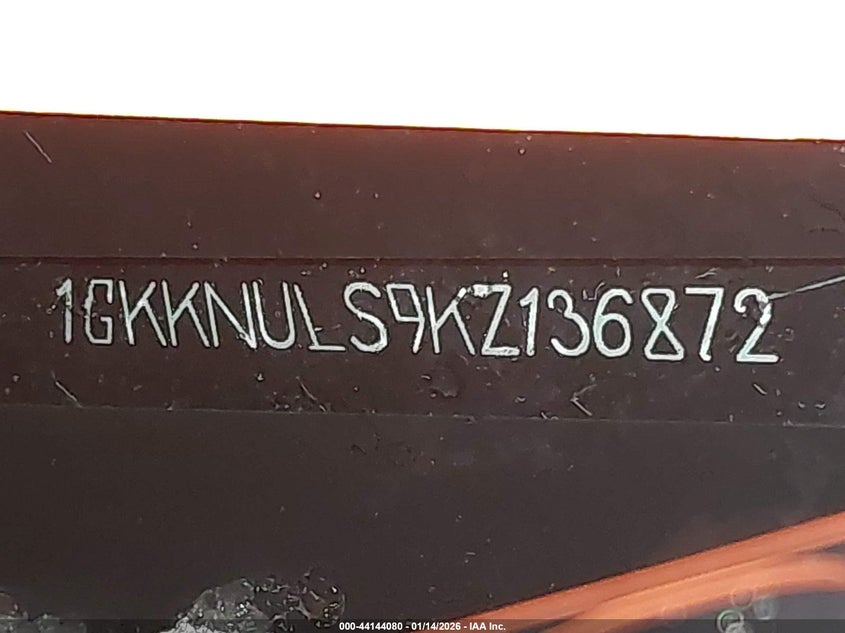 1GKKNULS9KZ136872
000-44144080 - 01/14/2026 - IAA Inc.